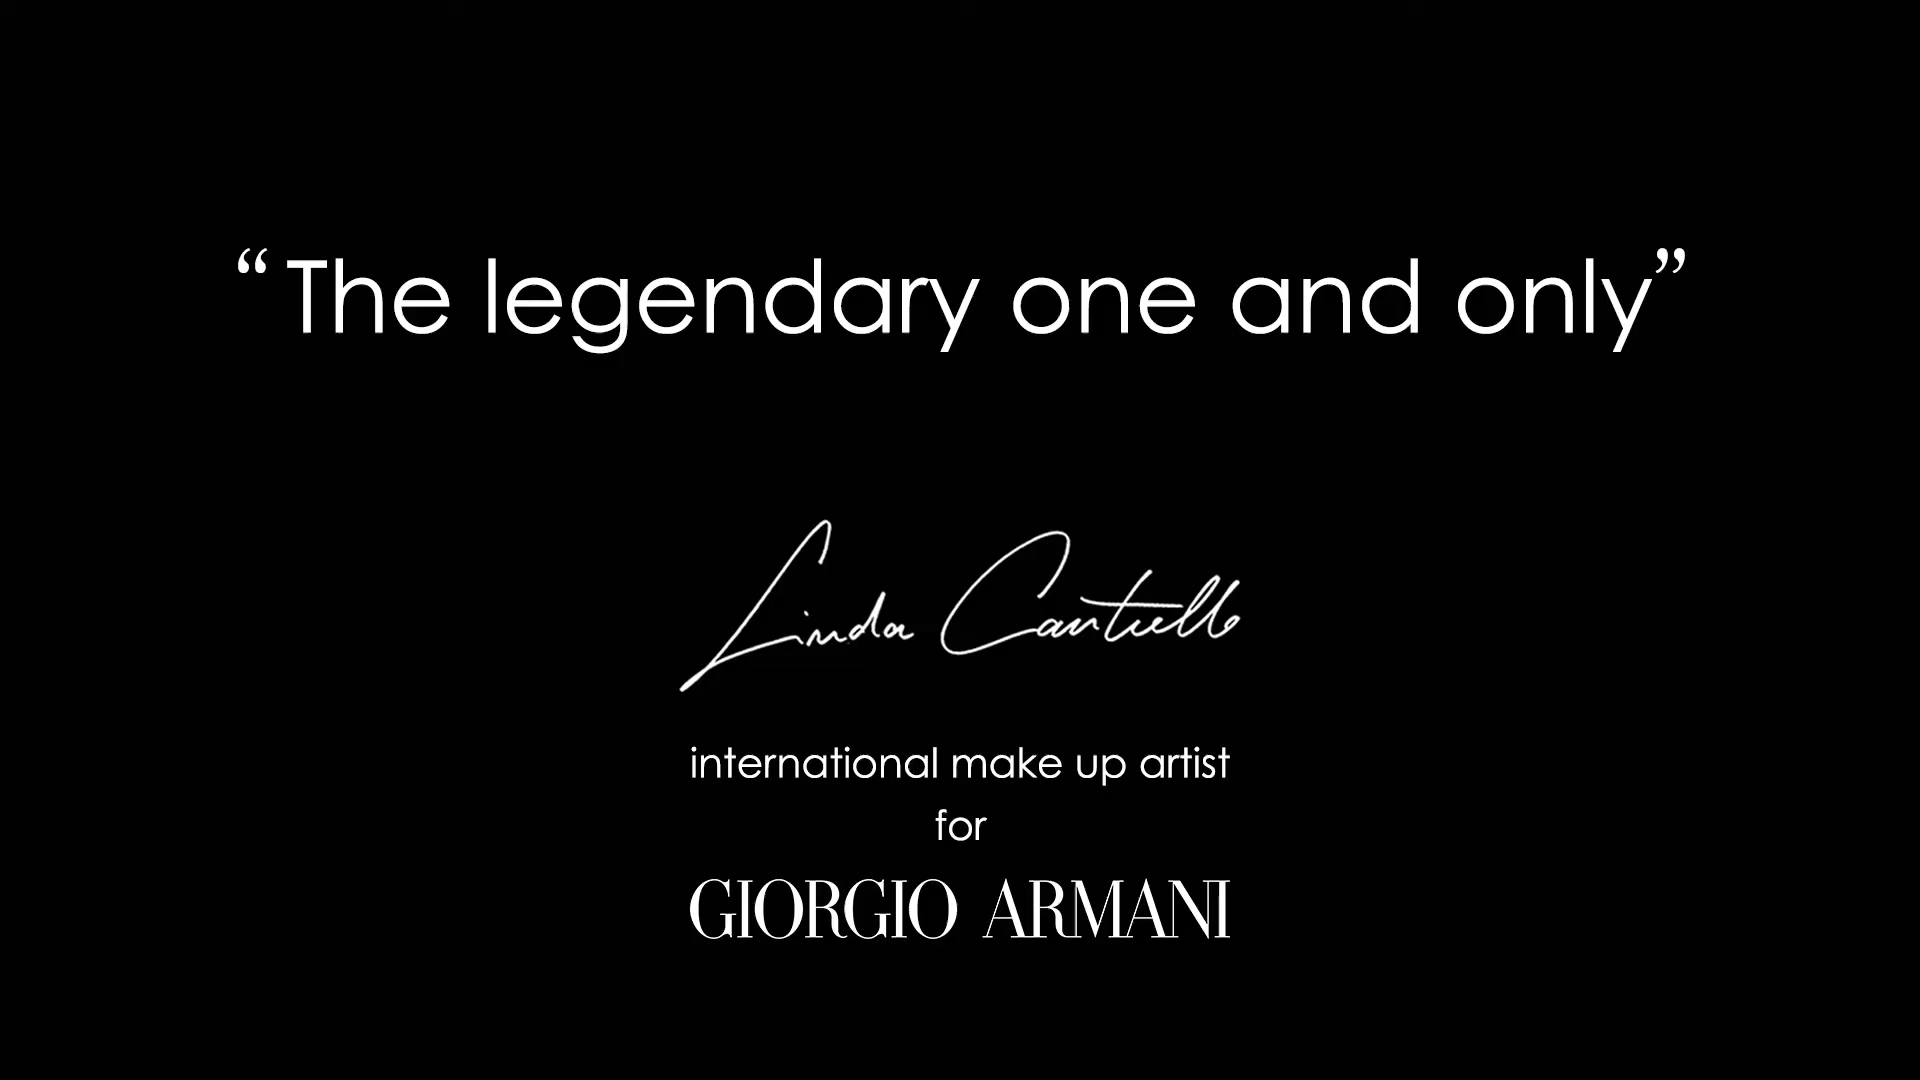 “The legendary one and only”
Linda Cantello
international make up artist
for
GIORGIO ARMANI